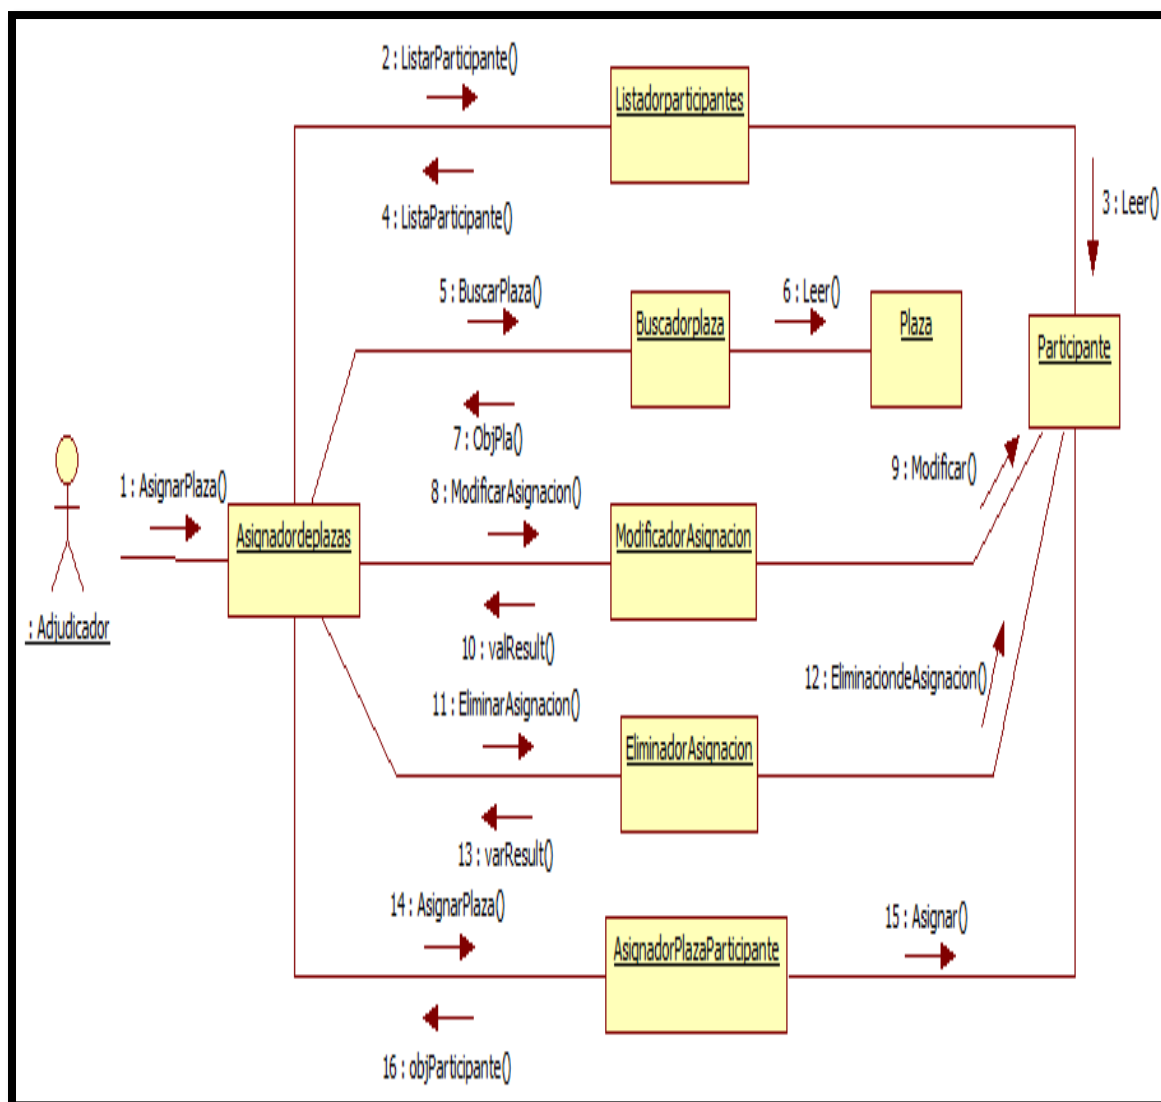 2 : ListarParticipante()
Listadorparticipantes
3 : Leer()
4 : ListaParticipante()
5 : BuscarPlaza()
6 : Leer()
Buscadorplaza
Plaza
Participante
7 : ObjPla()
9 : Modificar()
1 : AsignarPlaza()
8 : ModificarAsignacion()
Asignadordeplazas
ModificadorAsignacion
: Adjudicador
10 : valResult()
12 : EliminaciondeAsignacion()
11 : EliminarAsignacion()
EliminadorAsignacion
13 : varResult()
14 : AsignarPlaza()
15 : Asignar()
AsignadorPlazaParticipante
16 : objParticipante()